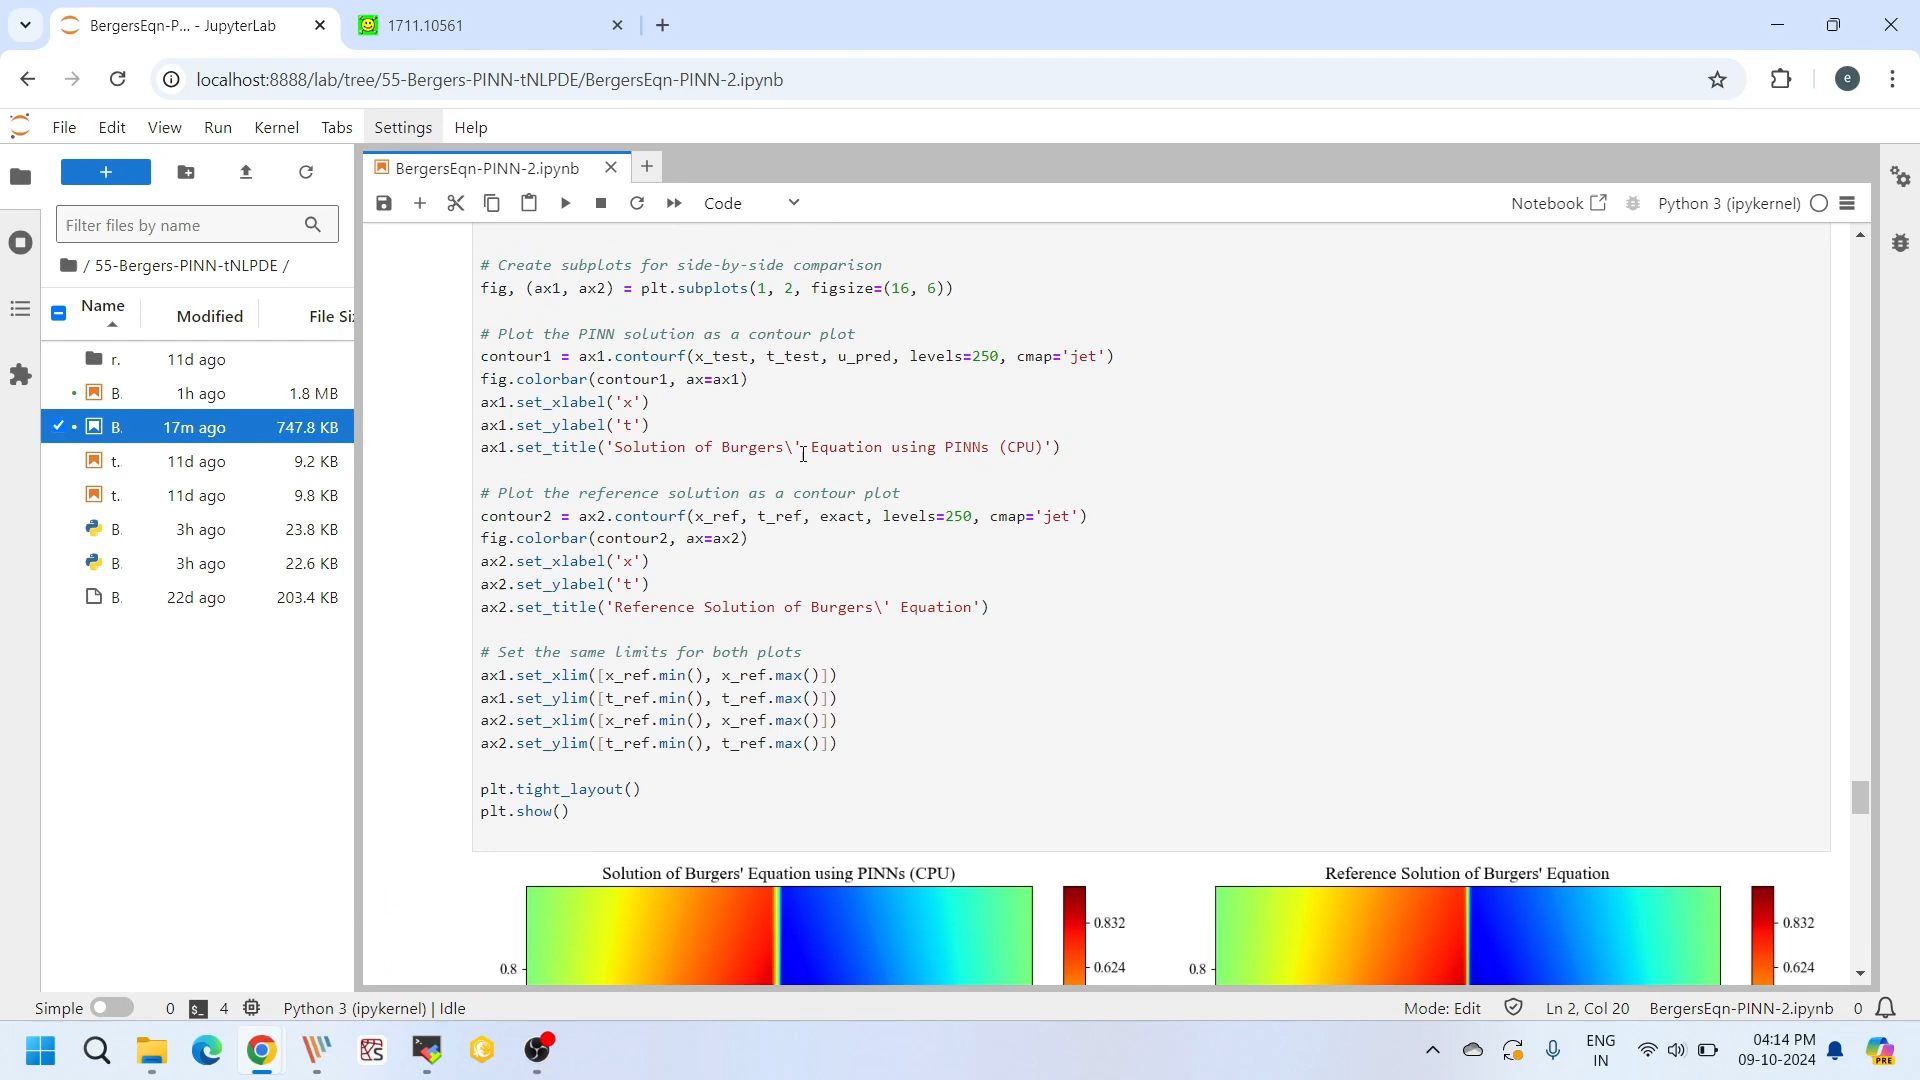 BergersEqn-P... - JupyterLab
1711.10561
localhost:8888/lab/tree/55-Bergers-PINN-tNLPDE/BergersEqn-PINN-2.ipynb
e
File Edit View Run Kernel Tabs Settings Help
BergersEqn-PINN-2.ipynb
Code
Notebook
Python 3 (ipykernel)
Filter files by name
/ 55-Bergers-PINN-tNLPDE /
Name Modified File Siz
r. 11d ago
B. 1h ago 1.8 MB
B. 17m ago 747.8 KB
t. 11d ago 9.2 KB
t. 11d ago 9.8 KB
B. 3h ago 23.8 KB
B. 3h ago 22.6 KB
B. 22d ago 203.4 KB
# Create subplots for side-by-side comparison
fig, (ax1, ax2) = plt.subplots(1, 2, figsize=(16, 6))
# Plot the PINN solution as a contour plot
contour1 = ax1.contourf(x_test, t_test, u_pred, levels=250, cmap='jet')
fig.colorbar(contour1, ax=ax1)
ax1.set_xlabel('x')
ax1.set_ylabel('t')
ax1.set_title('Solution of Burgers\' Equation using PINNs (CPU)')
# Plot the reference solution as a contour plot
contour2 = ax2.contourf(x_ref, t_ref, exact, levels=250, cmap='jet')
fig.colorbar(contour2, ax=ax2)
ax2.set_xlabel('x')
ax2.set_ylabel('t')
ax2.set_title('Reference Solution of Burgers\' Equation')
# Set the same limits for both plots
ax1.set_xlim([x_ref.min(), x_ref.max()])
ax1.set_ylim([t_ref.min(), t_ref.max()])
ax2.set_xlim([x_ref.min(), x_ref.max()])
ax2.set_ylim([t_ref.min(), t_ref.max()])
plt.tight_layout()
plt.show()
Solution of Burgers' Equation using PINNs (CPU)
0.8
0.832
0.624
Reference Solution of Burgers' Equation
0.8
0.832
0.624
Simple 0 4 Python 3 (ipykernel) | Idle
Mode: Edit Ln 2, Col 20 BergersEqn-PINN-2.ipynb 0
ENG
IN
04:14 PM
09-10-2024
PRE